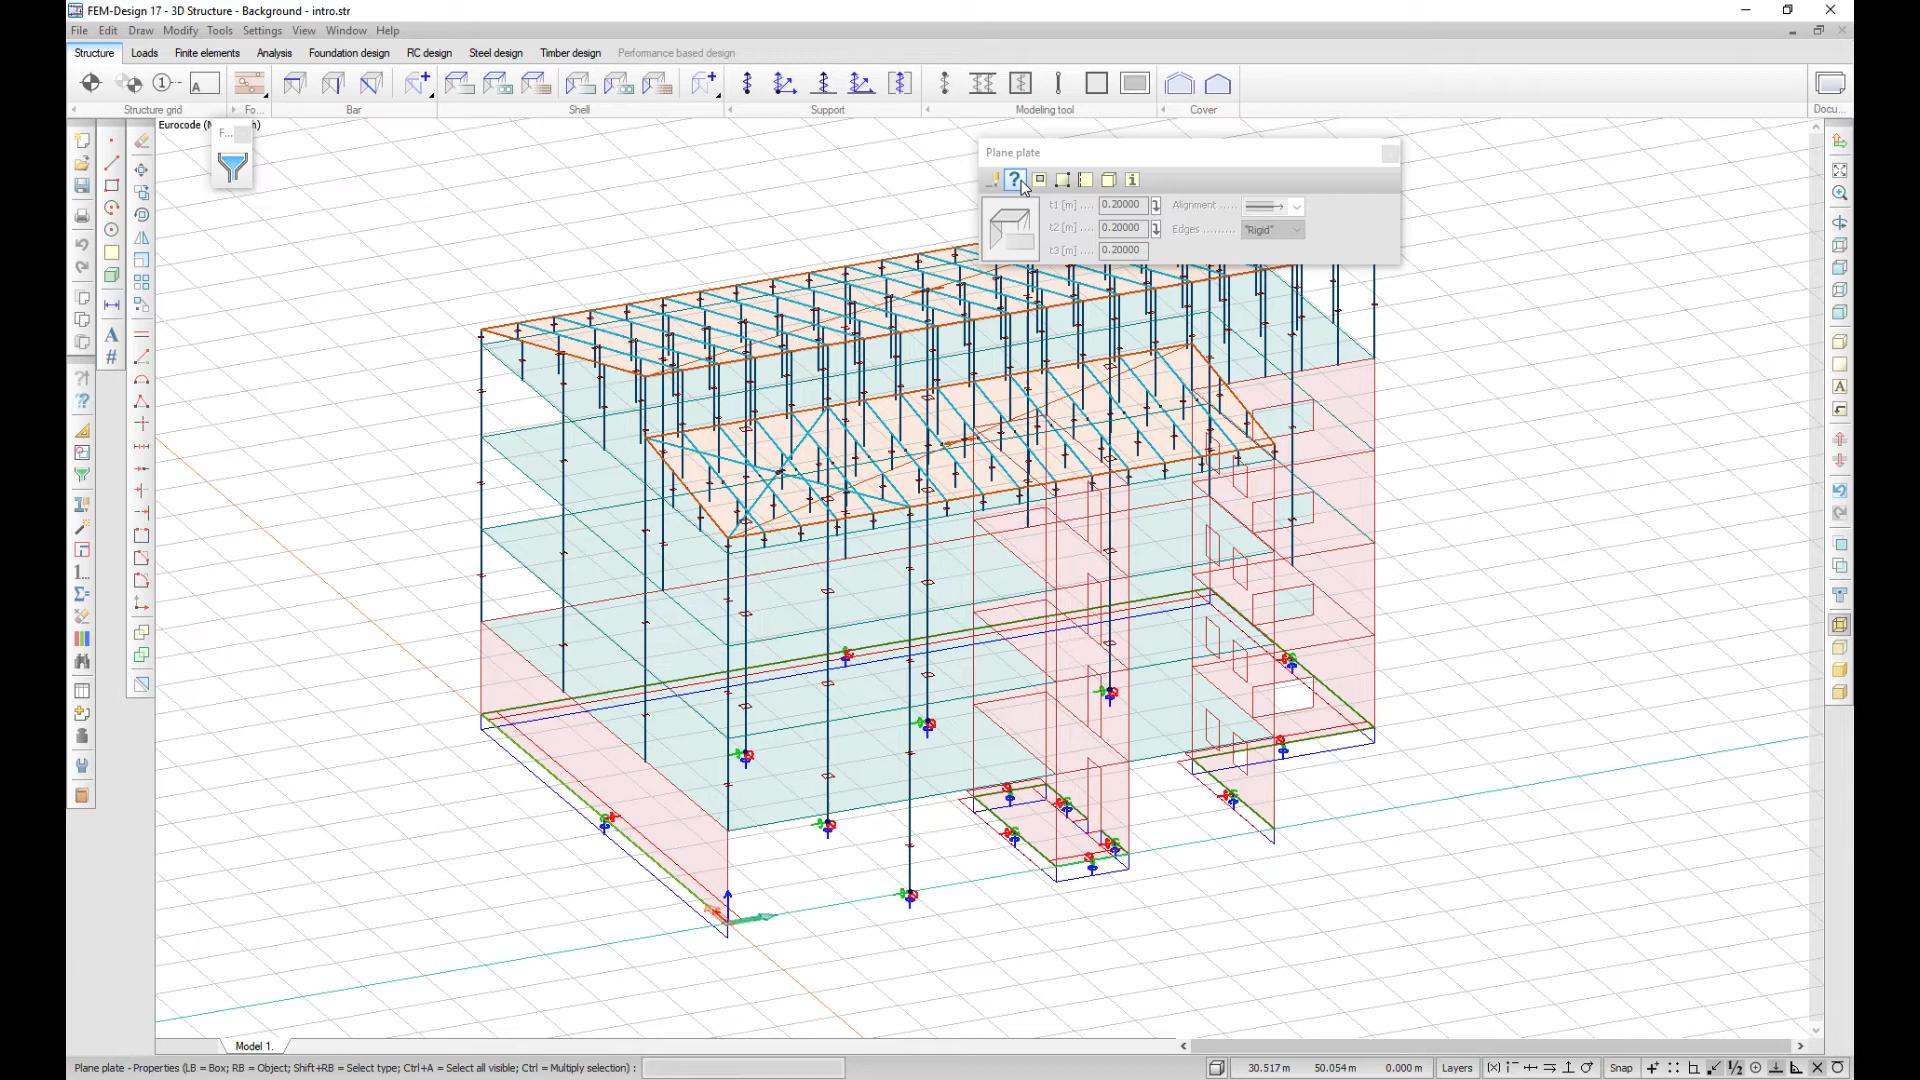 FEM-Design 17 - 3D Structure - Background - intro.str
File Edit Draw Modify Tools Settings View Window Help
Structure Loads Finite elements Analysis Foundation design RC design Steel design Timber design Performance based design
Structure grid Fo... Bar Shell Support Modeling tool Cover Docu...
Eurocode
F...
Plane plate
t1 [m] .... 0.20000 Alignment .....
t2 [m] .... 0.20000 Edges ......... "Rigid"
t3 [m] .... 0.20000
Model 1.
Plane plate - Properties (LB = Box; RB = Object; Shift+RB = Select type; Ctrl+A = Select all visible; Ctrl = Multiply selection) :
30.517 m 50.054 m 0.000 m Layers Snap